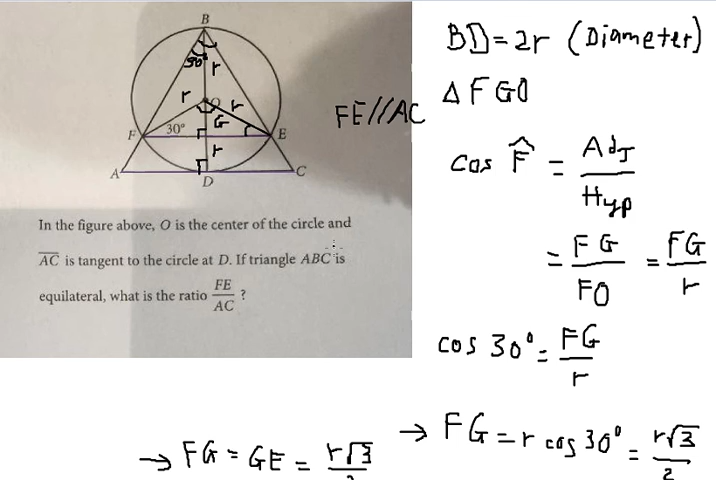 B
30°
r
r
O
r
G
F
30°
E
r
A
D
C
In the figure above, O is the center of the circle and
AC is tangent to the circle at D. If triangle ABC is
equilateral, what is the ratio FE/AC ?
FE//AC
BD=2r (Diameter)
Δ FGO
cos F̂ = Adj/Hyp
= FG/FO = FG/r
cos 30° = FG/r
→ FG = r cos 30° = r√3/2
→ FG = GE = r√3/2